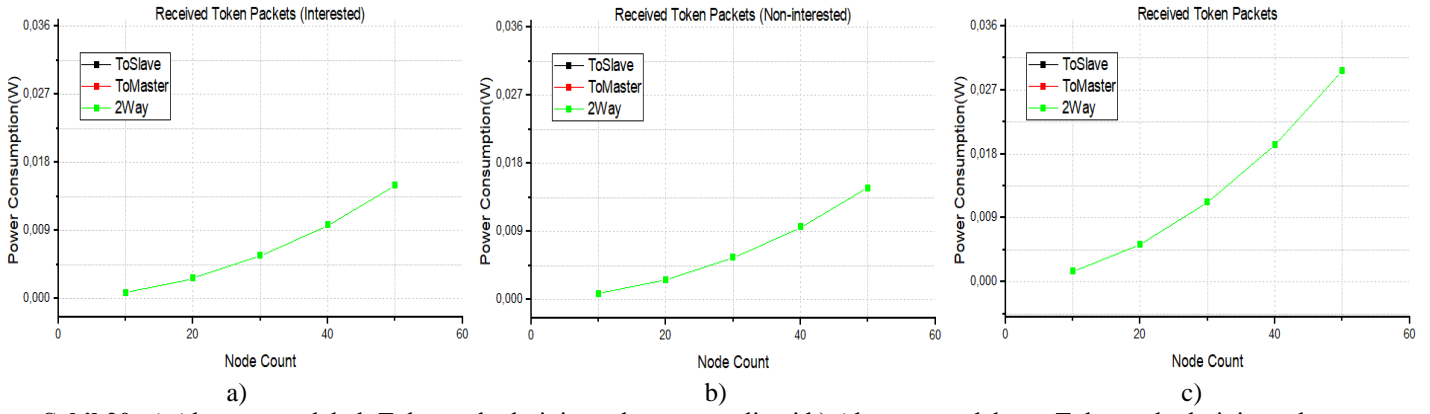 Received Token Packets (Interested)
0,036
0,027
0,018
0,009
0,000
Power Consumption(W)
ToSlave
ToMaster
2Way
0
20
40
60
Node Count
a)
Received Token Packets (Non-interested)
0,036
0,027
0,018
0,009
0,000
Power Consumption(W)
ToSlave
ToMaster
2Way
0
20
40
60
Node Count
b)
Received Token Packets
0,036
0,027
0,018
0,009
0,000
Power Consumption(W)
ToSlave
ToMaster
2Way
0
20
40
60
Node Count
c)